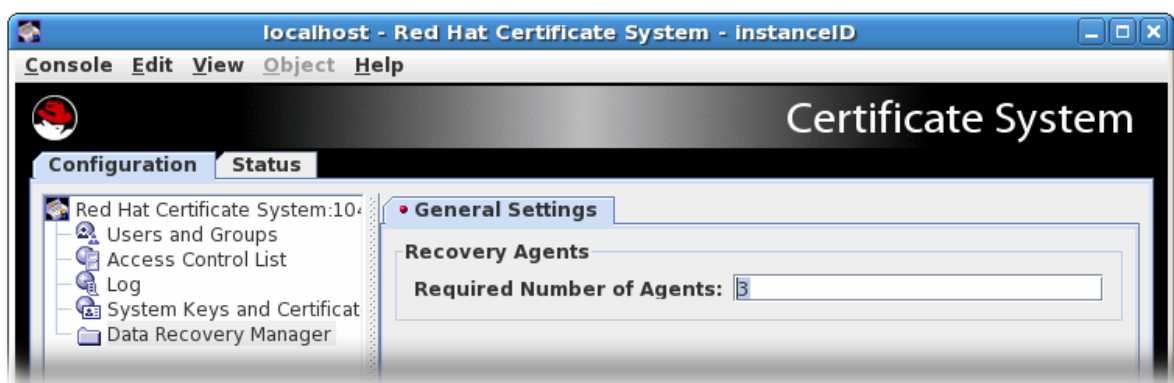 localhost - Red Hat Certificate System - instanceID
Console Edit View Object Help
Certificate System
Configuration Status
Red Hat Certificate System:104
Users and Groups
Access Control List
Log
System Keys and Certificat
Data Recovery Manager
General Settings
Recovery Agents
Required Number of Agents: 3